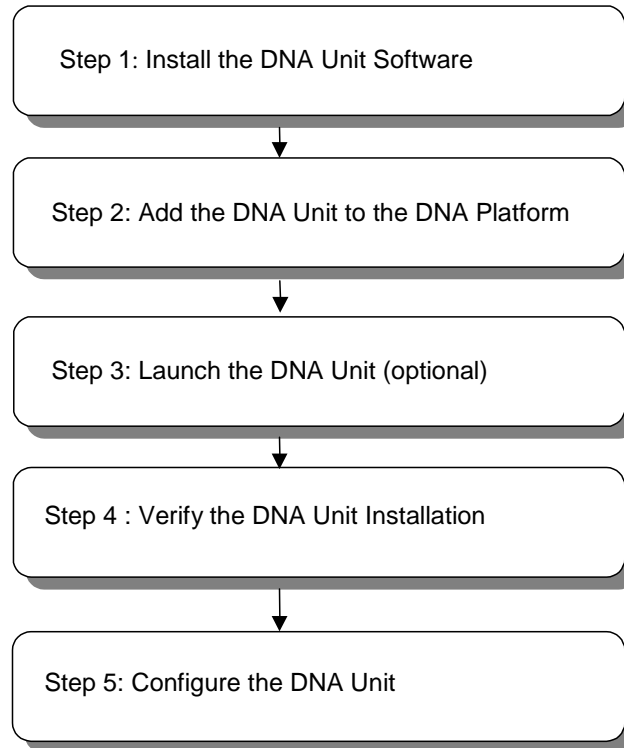 Step 1: Install the DNA Unit Software
Step 2: Add the DNA Unit to the DNA Platform
Step 3: Launch the DNA Unit (optional)
Step 4 : Verify the DNA Unit Installation
Step 5: Configure the DNA Unit